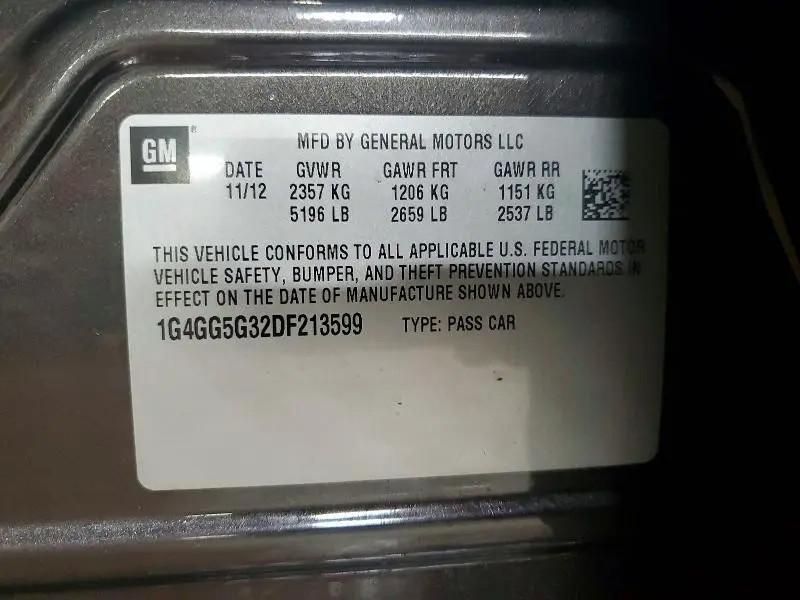 GM®
MFD BY GENERAL MOTORS LLC
DATE GVWR GAWR FRT GAWR RR
11/12 2357 KG 1206 KG 1151 KG
5196 LB 2659 LB 2537 LB
THIS VEHICLE CONFORMS TO ALL APPLICABLE U.S. FEDERAL MOTOR
VEHICLE SAFETY, BUMPER, AND THEFT PREVENTION STANDARDS IN
EFFECT ON THE DATE OF MANUFACTURE SHOWN ABOVE.
1G4GG5G32DF213599 TYPE: PASS CAR